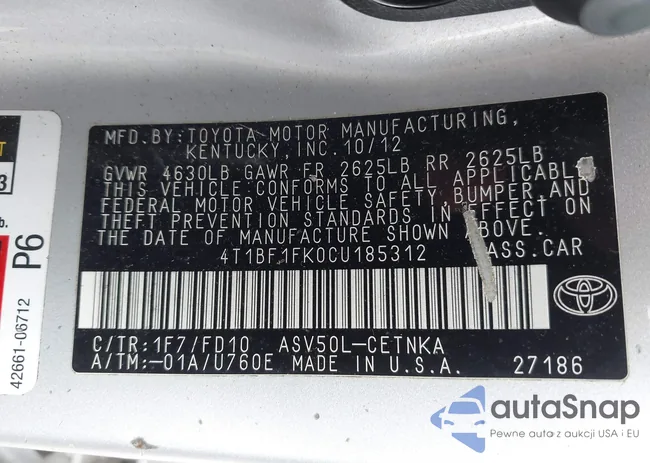 MFD.BY:TOYOTA MOTOR MANUFACTURING,
KENTUCKY,INC.10/12
GVWR 4630LB GAWR FR 2625LB RR 2625LB
THIS VEHICLE CONFORMS TO ALL APPLICABLE
FEDERAL MOTOR VEHICLE SAFETY,BUMPER AND
THEFT PREVENTION STANDARDS IN EFFECT ON
THE DATE OF MANUFACTURE SHOWN ABOVE.
4T1BF1FK0CU185312 PASS.CAR
C/TR:1F7/FD10 ASV50L-CETNKA
A/TM:-01A/U760E MADE IN U.S.A. 27186
3
b.
P6
42661-06712
autoSnap
Pewne auta z aukcji USA i EU